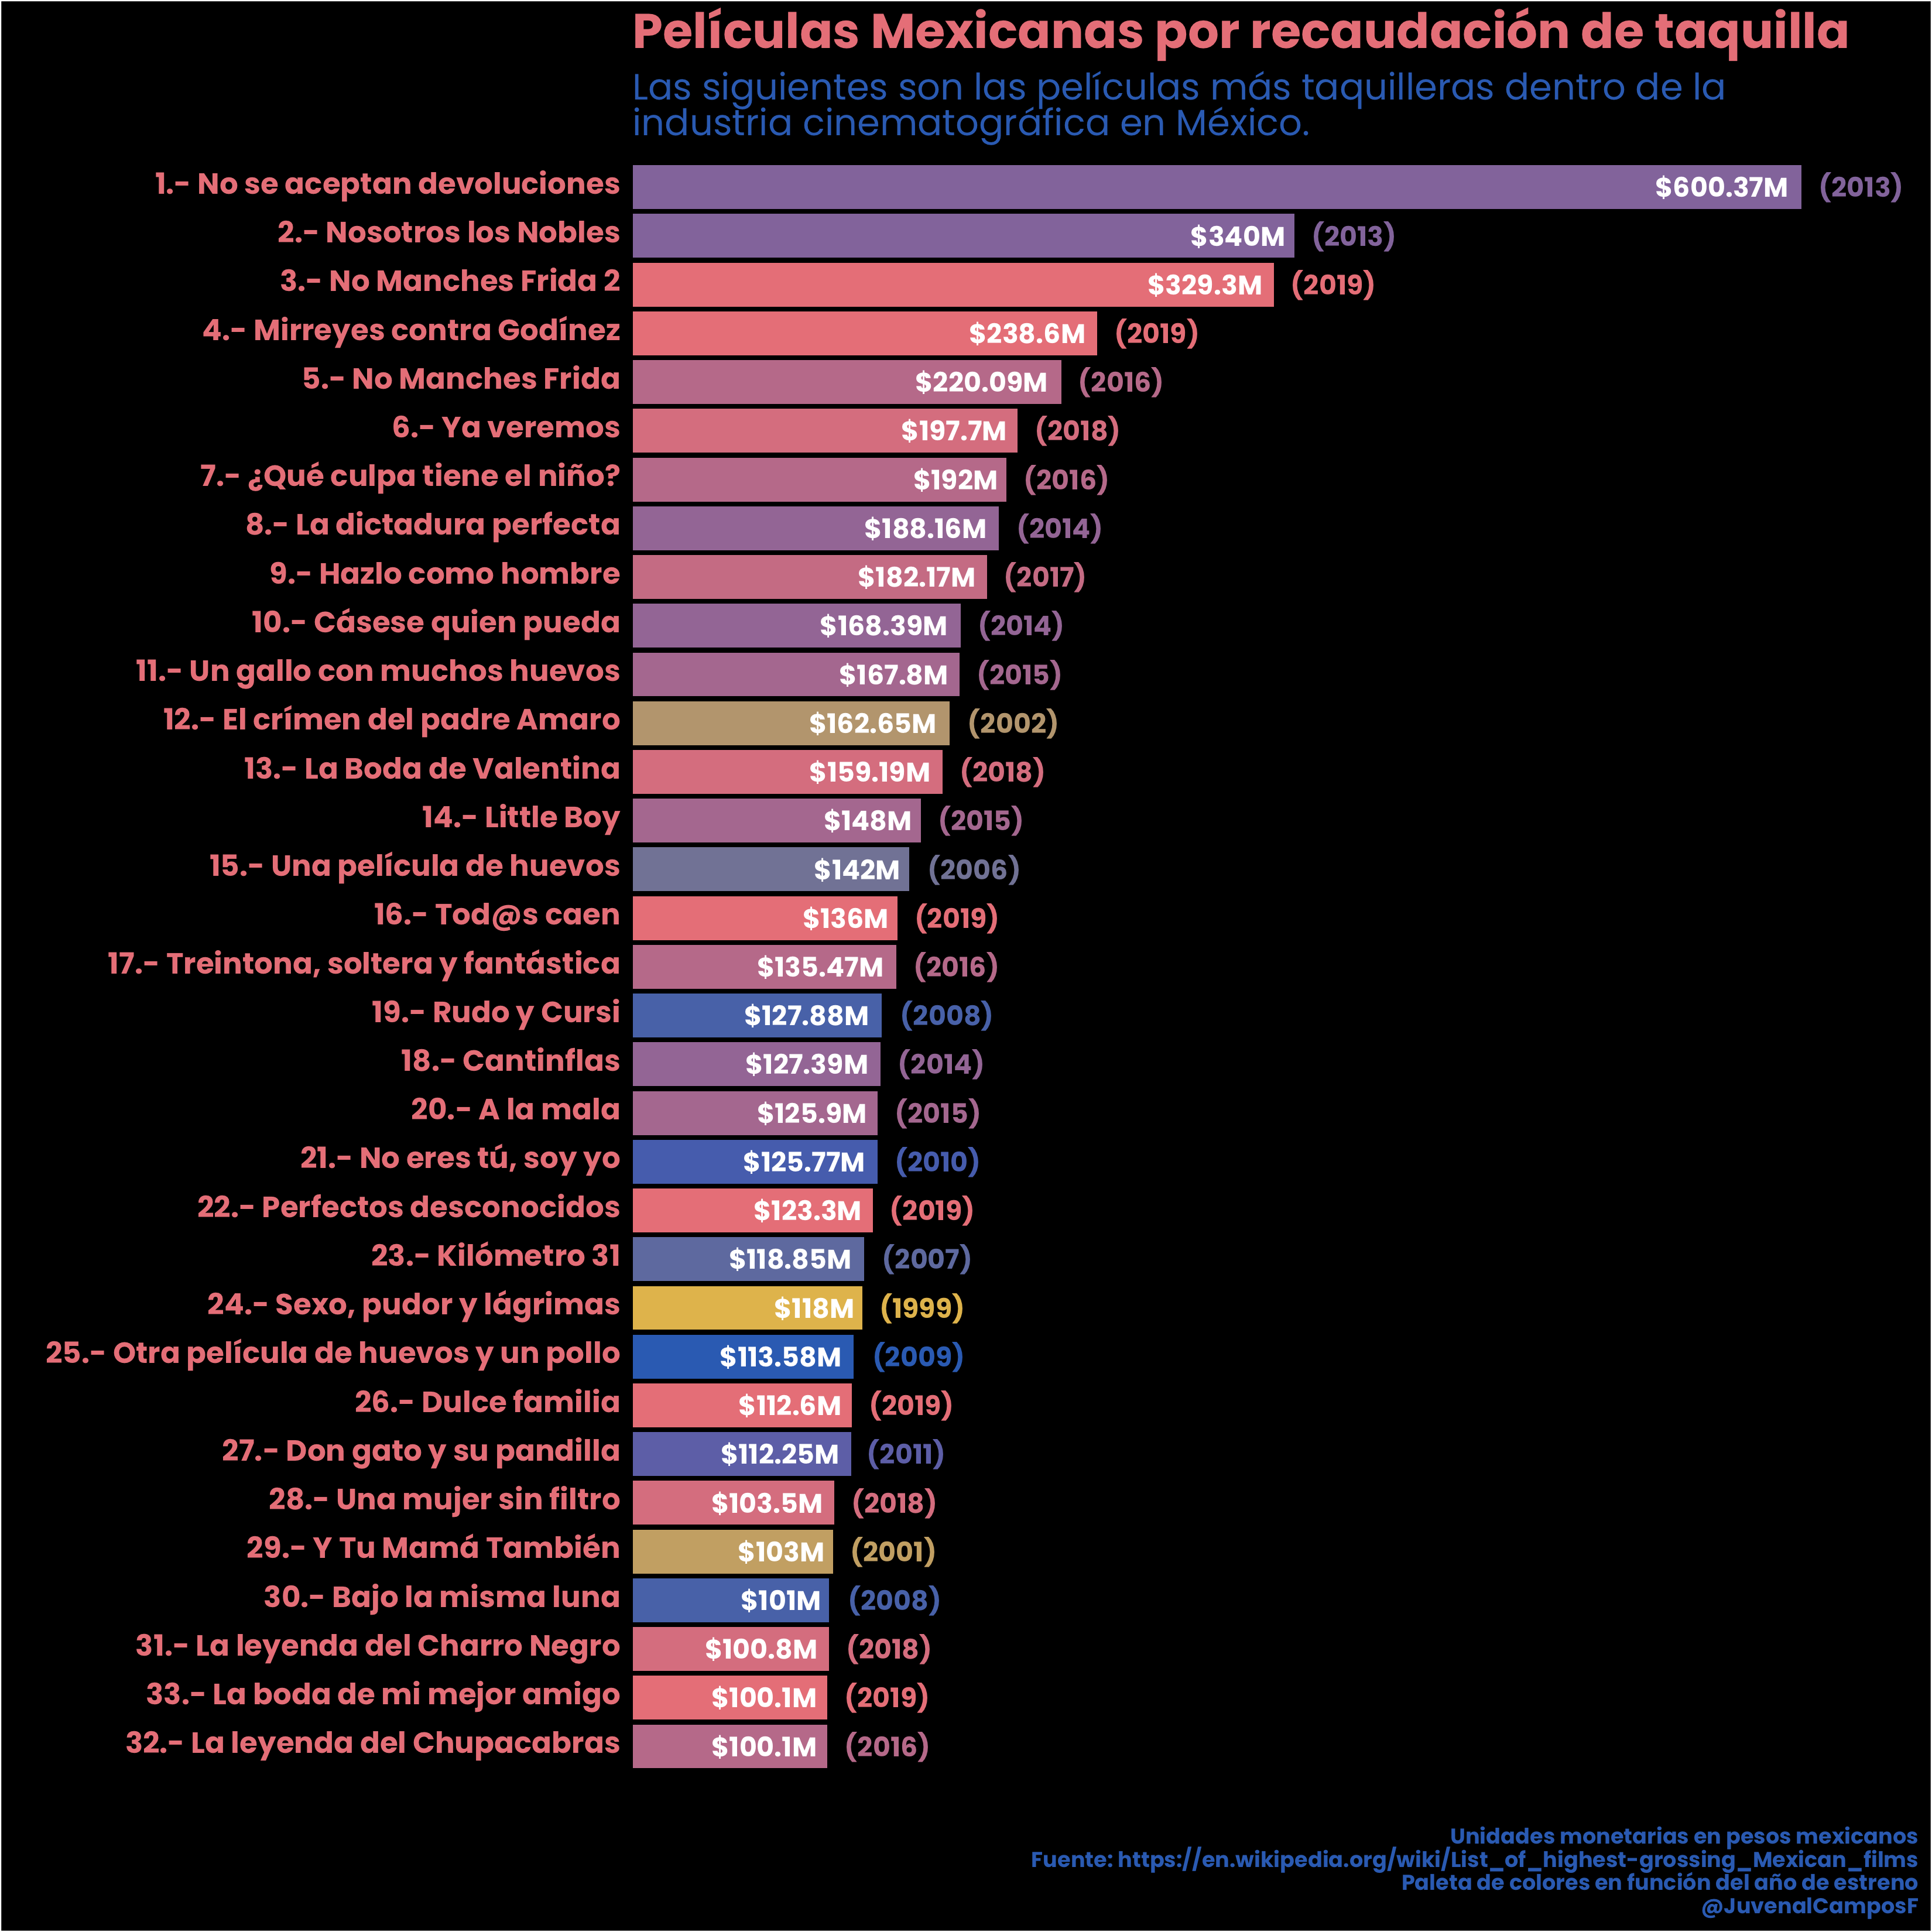 Películas Mexicanas por recaudación de taquilla
Las siguientes son las películas más taquilleras dentro de la
industria cinematográfica en México.
1.- No se aceptan devoluciones $600.37M (2013)
2.- Nosotros los Nobles $340M (2013)
3.- No Manches Frida 2 $329.3M (2019)
4.- Mirreyes contra Godínez $238.6M (2019)
5.- No Manches Frida $220.09M (2016)
6.- Ya veremos $197.7M (2018)
7.- ¿Qué culpa tiene el niño? $192M (2016)
8.- La dictadura perfecta $188.16M (2014)
9.- Hazlo como hombre $182.17M (2017)
10.- Cásese quien pueda $168.39M (2014)
11.- Un gallo con muchos huevos $167.8M (2015)
12.- El crímen del padre Amaro $162.65M (2002)
13.- La Boda de Valentina $159.19M (2018)
14.- Little Boy $148M (2015)
15.- Una película de huevos $142M (2006)
16.- Tod@s caen $136M (2019)
17.- Treintona, soltera y fantástica $135.47M (2016)
19.- Rudo y Cursi $127.88M (2008)
18.- Cantinflas $127.39M (2014)
20.- A la mala $125.9M (2015)
21.- No eres tú, soy yo $125.77M (2010)
22.- Perfectos desconocidos $123.3M (2019)
23.- Kilómetro 31 $118.85M (2007)
24.- Sexo, pudor y lágrimas $118M (1999)
25.- Otra película de huevos y un pollo $113.58M (2009)
26.- Dulce familia $112.6M (2019)
27.- Don gato y su pandilla $112.25M (2011)
28.- Una mujer sin filtro $103.5M (2018)
29.- Y Tu Mamá También $103M (2001)
30.- Bajo la misma luna $101M (2008)
31.- La leyenda del Charro Negro $100.8M (2018)
33.- La boda de mi mejor amigo $100.1M (2019)
32.- La leyenda del Chupacabras $100.1M (2016)
Unidades monetarias en pesos mexicanos
Fuente: https://en.wikipedia.org/wiki/List_of_highest-grossing_Mexican_films
Paleta de colores en función del año de estreno
@JuvenalCamposF